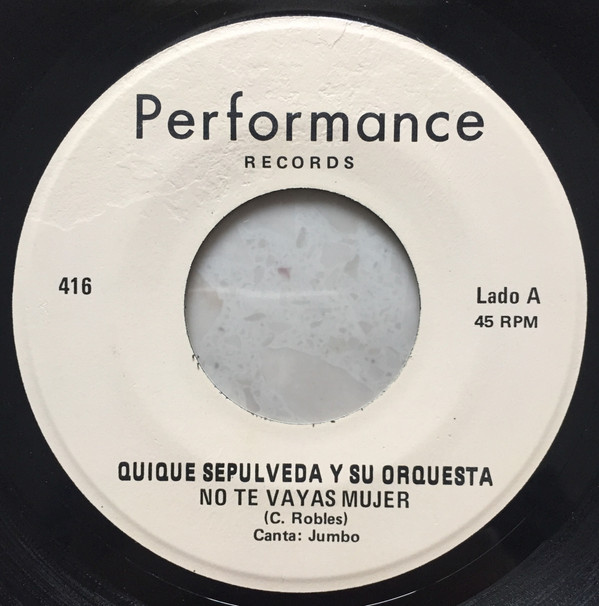 Performance
RECORDS
416
Lado A
45 RPM
QUIQUE SEPULVEDA Y SU ORQUESTA
NO TE VAYAS MUJER
(C. Robles)
Canta: Jumbo